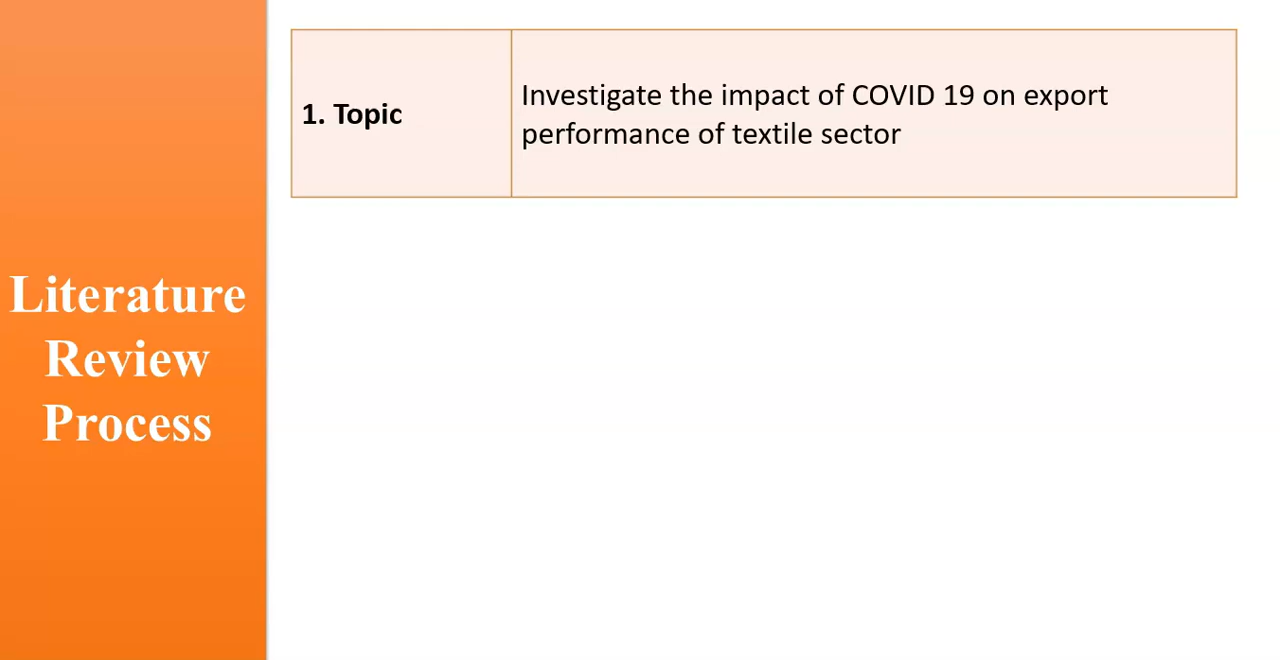 Literature
Review
Process
1. Topic
Investigate the impact of COVID 19 on export
performance of textile sector